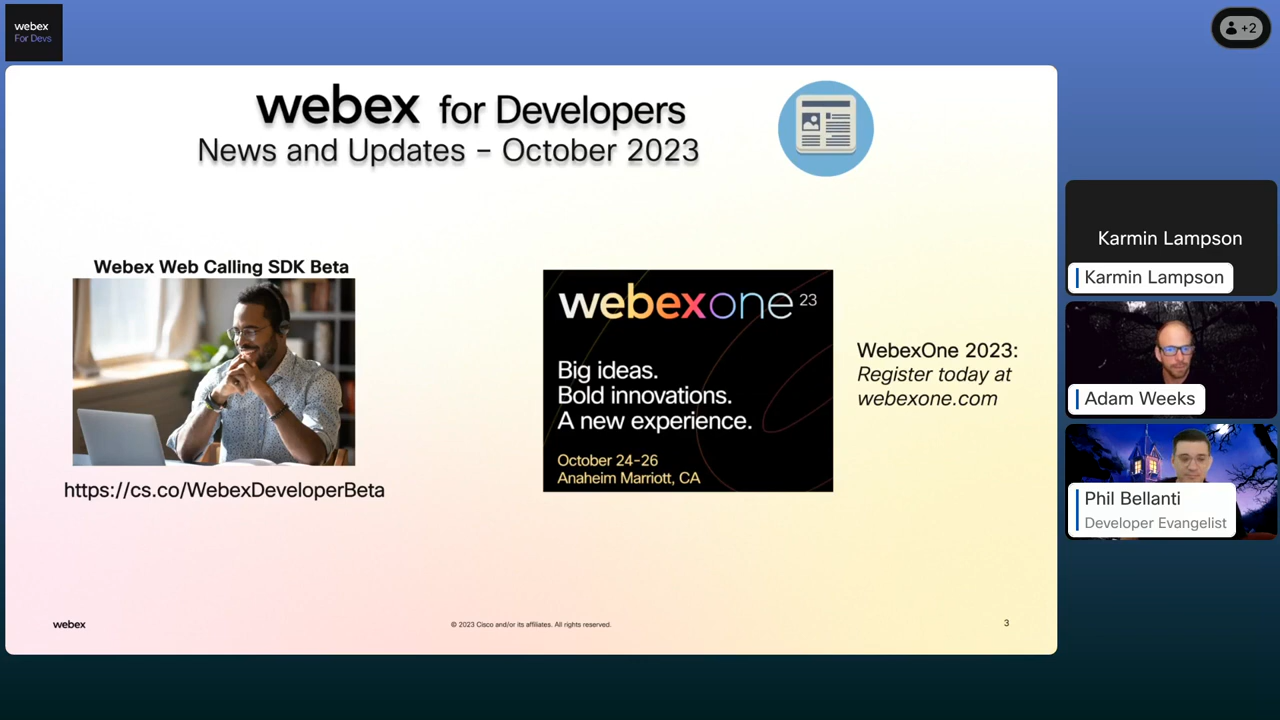 webex
For Devs
+2
webex for Developers
News and Updates – October 2023
Webex Web Calling SDK Beta
https://cs.co/WebexDeveloperBeta
webexone 23
Big ideas.
Bold innovations.
A new experience.
October 24-26
Anaheim Marriott, CA
WebexOne 2023:
Register today at
webexone.com
webex
© 2023 Cisco and/or its affiliates. All rights reserved.
3
Karmin Lampson
Karmin Lampson
Adam Weeks
Phil Bellanti
Developer Evangelist